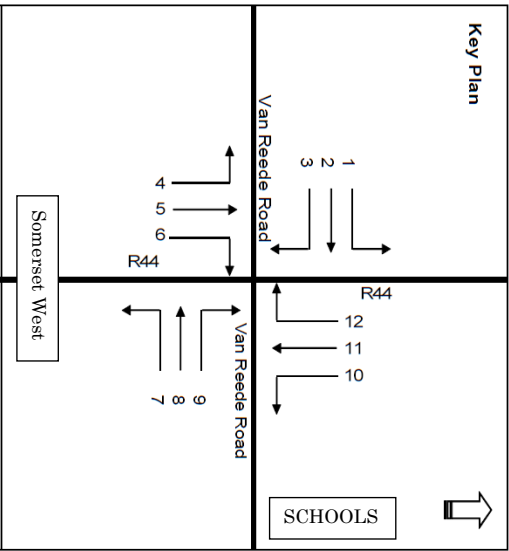 Key Plan
Van Reede Road
3 2 1
4
5
6
R44
Somerset West
R44
12
11
10
Van Reede Road
7 8 9
SCHOOLS